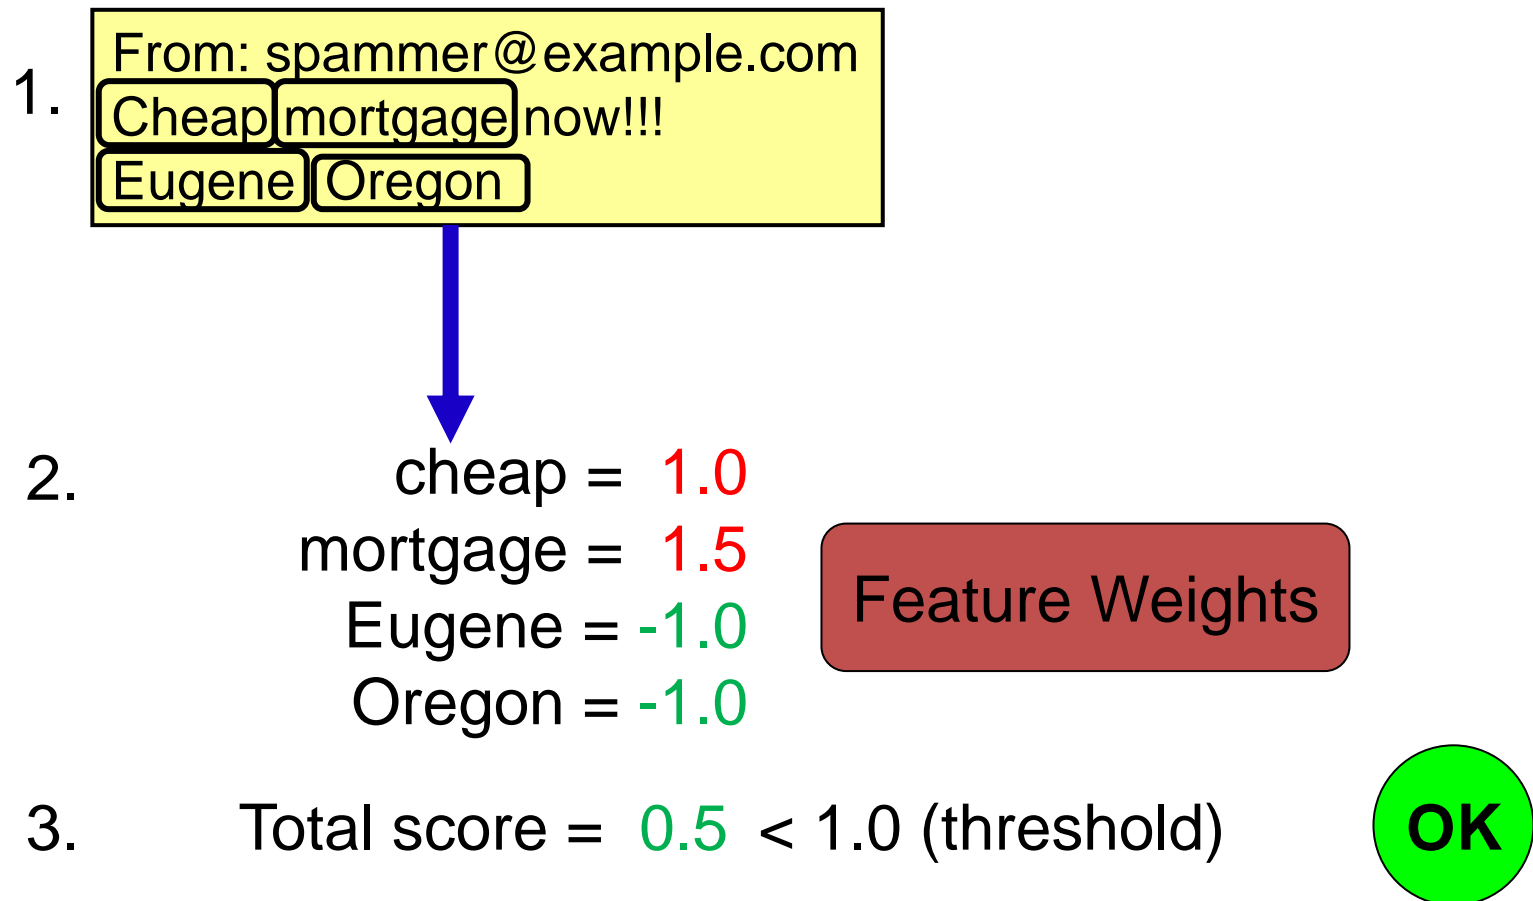 1.
From: spammer@example.com
Cheap mortgage now!!!
Eugene Oregon
2.
cheap = 1.0
mortgage = 1.5
Eugene = -1.0
Oregon = -1.0
Feature Weights
3. Total score = 0.5 < 1.0 (threshold)
OK